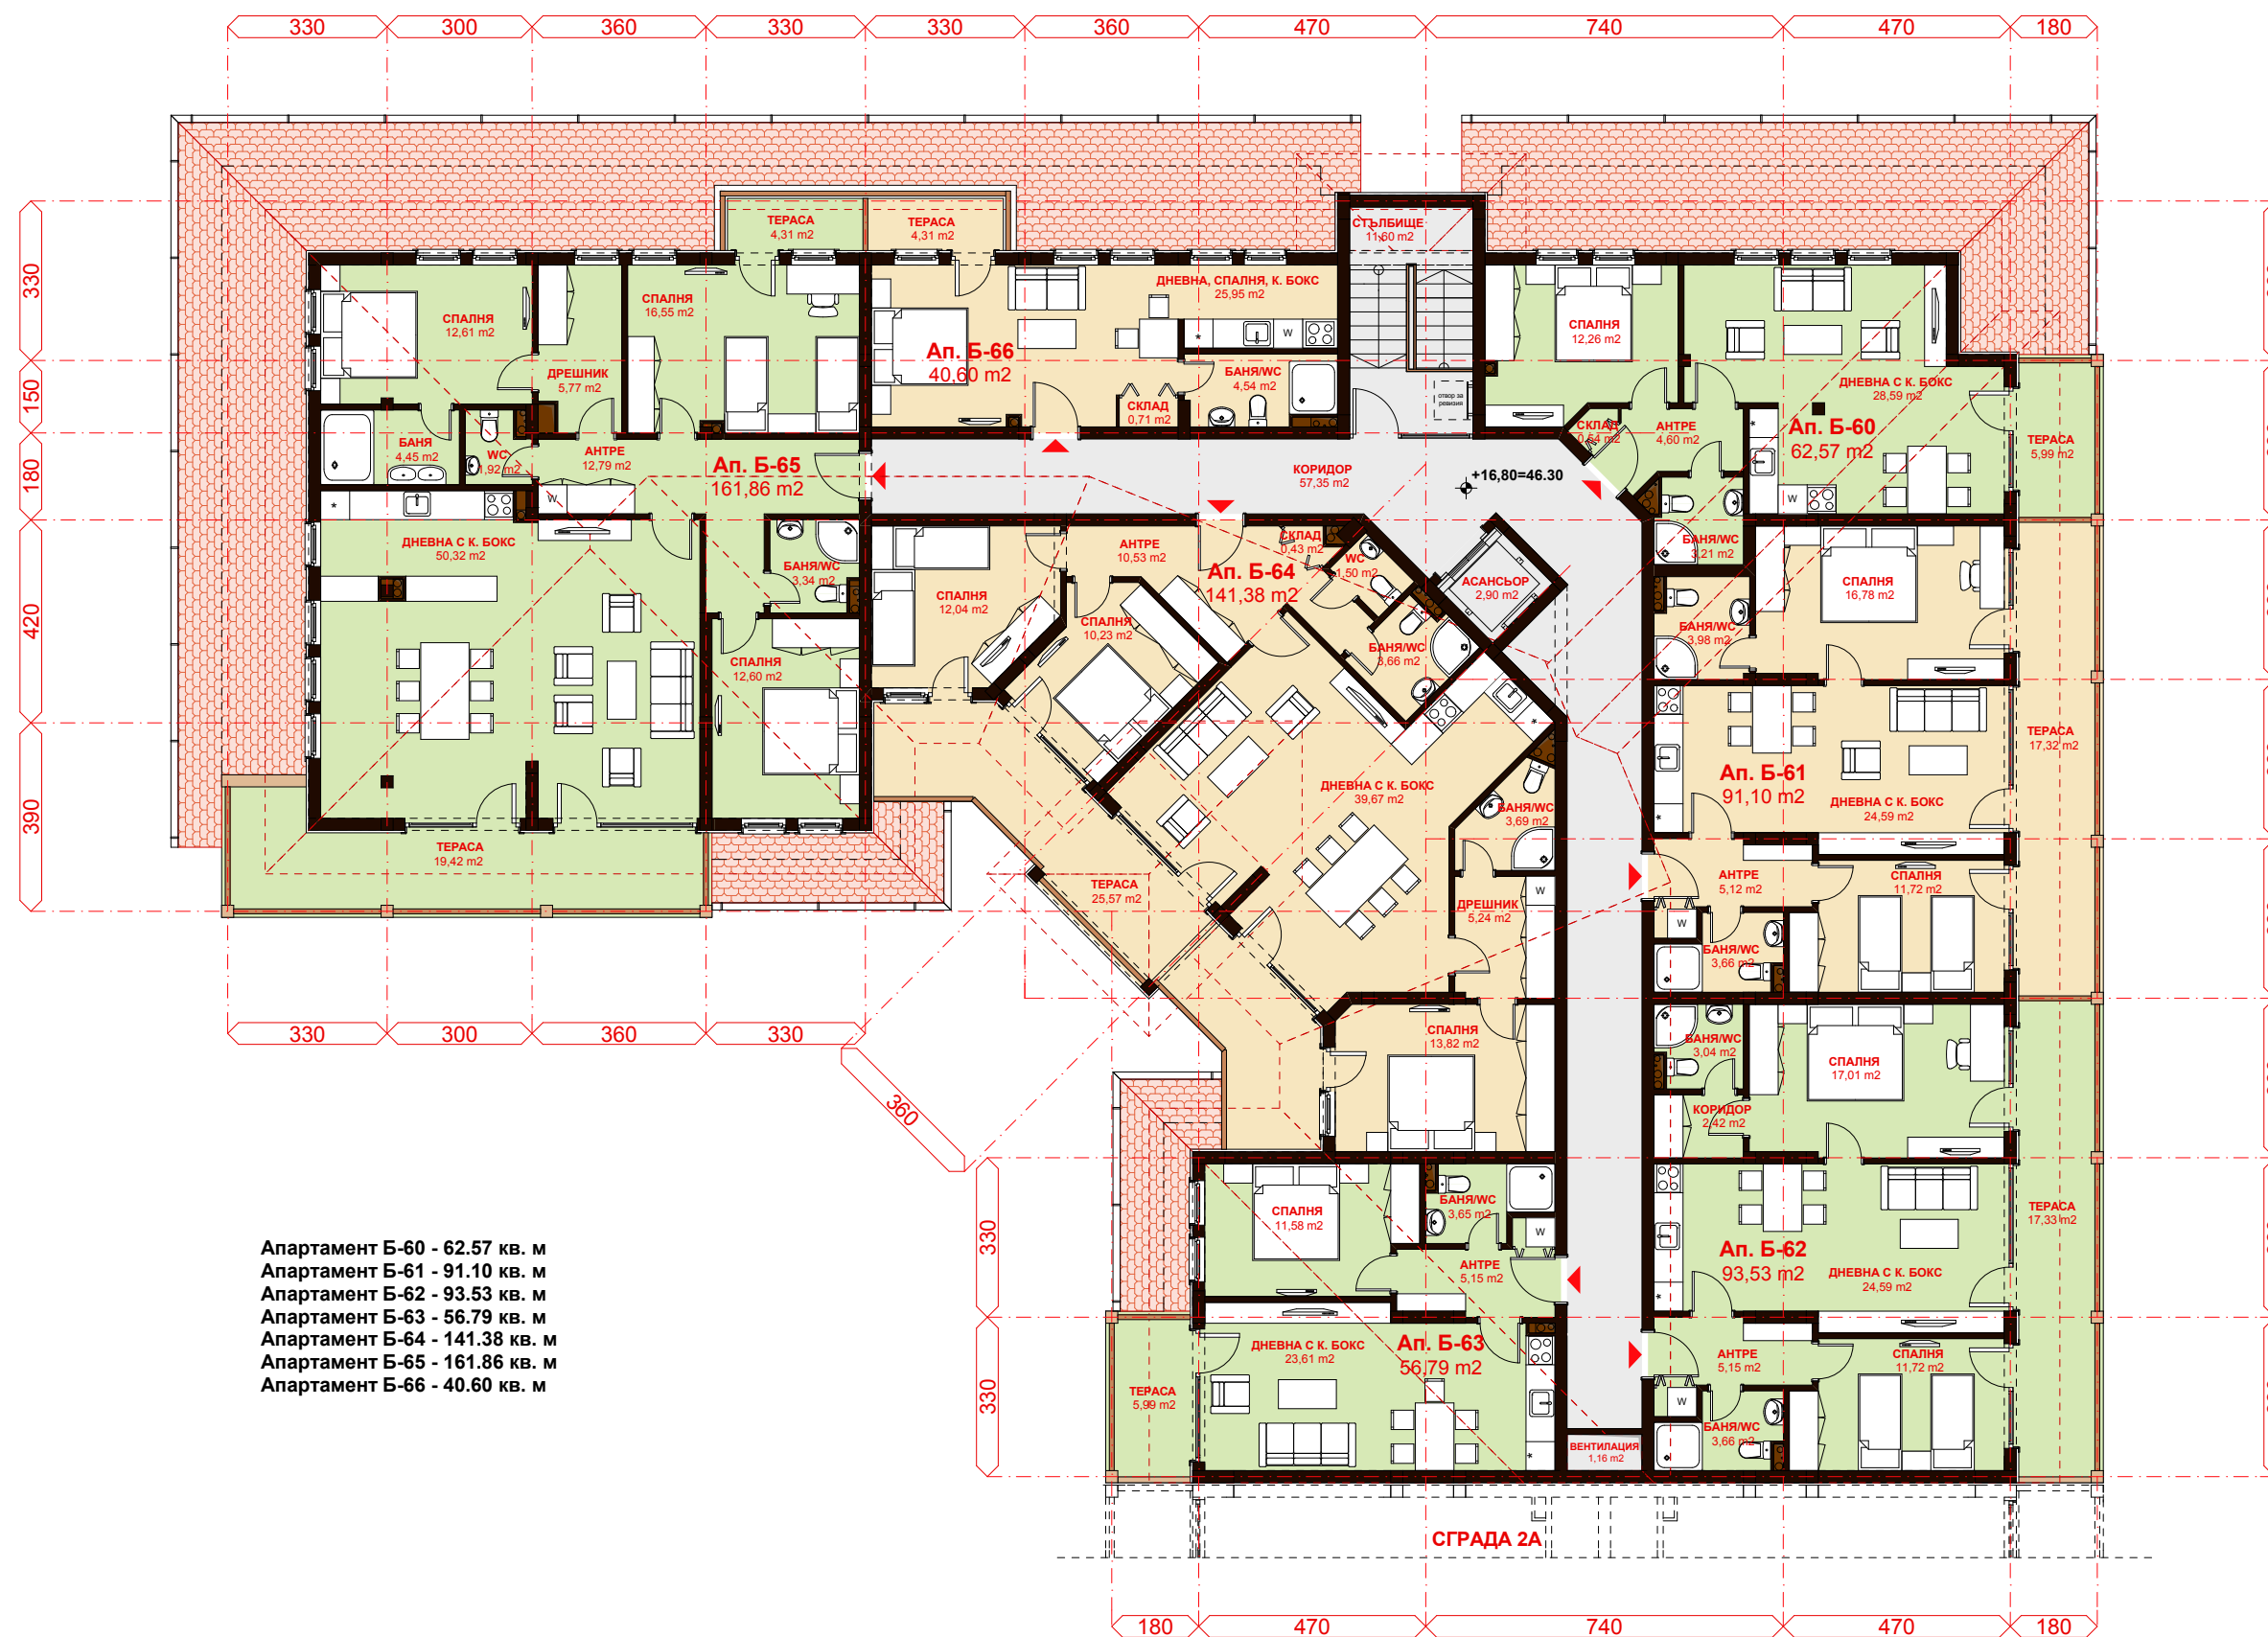 330 300 360 330 330 360 470 740 470 180
330
150
180
420
390
ТЕРАСА
4,31 m2
ТЕРАСА
4,31 m2
СТЪЛБИЩЕ
11,60 m2
СПАЛНЯ
12,61 m2
ДРЕШНИК
5,77 m2
СПАЛНЯ
16,55 m2
ДНЕВНА, СПАЛНЯ, К. БОКС
25,95 m2
Ап. Б-66
40,60 m2
W
*
БАНЯ/WC
4,54 m2
СКЛАД
0,71 m2
отвор за
ревизия
СПАЛНЯ
12,26 m2
ДНЕВНА С К. БОКС
28,59 m2
СКЛАД
0,54 m2
АНТРЕ
4,60 m2
Ап. Б-60
62,57 m2
*
W
ТЕРАСА
5,99 m2
БАНЯ/WC
3,21 m2
БАНЯ
4,45 m2
WC
1,92 m2
АНТРЕ
12,79 m2
W
Ап. Б-65
161,86 m2
КОРИДОР
57,35 m2
+16,80=46.30
*
ДНЕВНА С К. БОКС
50,32 m2
БАНЯ/WC
3,34 m2
СПАЛНЯ
12,60 m2
ТЕРАСА
19,42 m2
СПАЛНЯ
12,04 m2
АНТРЕ
10,53 m2
СКЛАД
0,43 m2
WC
1,50 m2
Ап. Б-64
141,38 m2
СПАЛНЯ
10,23 m2
БАНЯ/WC
3,66 m2
АСАНСЬОР
2,90 m2
*
ДНЕВНА С К. БОКС
39,67 m2
БАНЯ/WC
3,69 m2
ДРЕШНИК
5,24 m2
W
ТЕРАСА
25,57 m2
СПАЛНЯ
13,82 m2
СПАЛНЯ
16,78 m2
БАНЯ/WC
3,98 m2
Ап. Б-61
91,10 m2
ДНЕВНА С К. БОКС
24,59 m2
*
ТЕРАСА
17,32 m2
АНТРЕ
5,12 m2
СПАЛНЯ
11,72 m2
W
БАНЯ/WC
3,66 m2
БАНЯ/WC
3,04 m2
СПАЛНЯ
17,01 m2
КОРИДОР
2,42 m2
Ап. Б-62
93,53 m2
ДНЕВНА С К. БОКС
24,59 m2
*
ТЕРАСА
17,33 m2
АНТРЕ
5,15 m2
СПАЛНЯ
11,72 m2
W
БАНЯ/WC
3,66 m2
330 300 360 330
360
330
330
СПАЛНЯ
11,58 m2
БАНЯ/WC
3,65 m2
W
АНТРЕ
5,15 m2
ДНЕВНА С К. БОКС
23,61 m2
Ап. Б-63
56,79 m2
*
ТЕРАСА
5,99 m2
ВЕНТИЛАЦИЯ
1,16 m2
Апартамент Б-60 - 62.57 кв. м
Апартамент Б-61 - 91.10 кв. м
Апартамент Б-62 - 93.53 кв. м
Апартамент Б-63 - 56.79 кв. м
Апартамент Б-64 - 141.38 кв. м
Апартамент Б-65 - 161.86 кв. м
Апартамент Б-66 - 40.60 кв. м
СГРАДА 2А
180 470 740 470 180